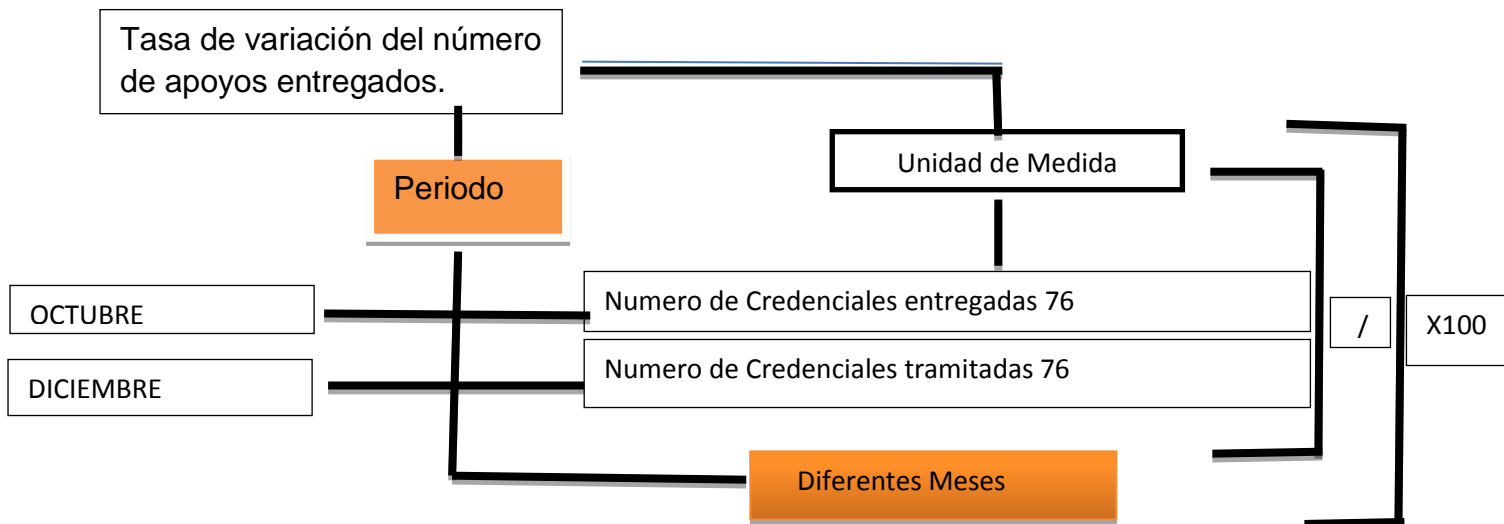 Tasa de variación del número
de apoyos entregados.
Periodo
Unidad de Medida
OCTUBRE
Numero de Credenciales entregadas 76
/
X100
DICIEMBRE
Numero de Credenciales tramitadas 76
Diferentes Meses